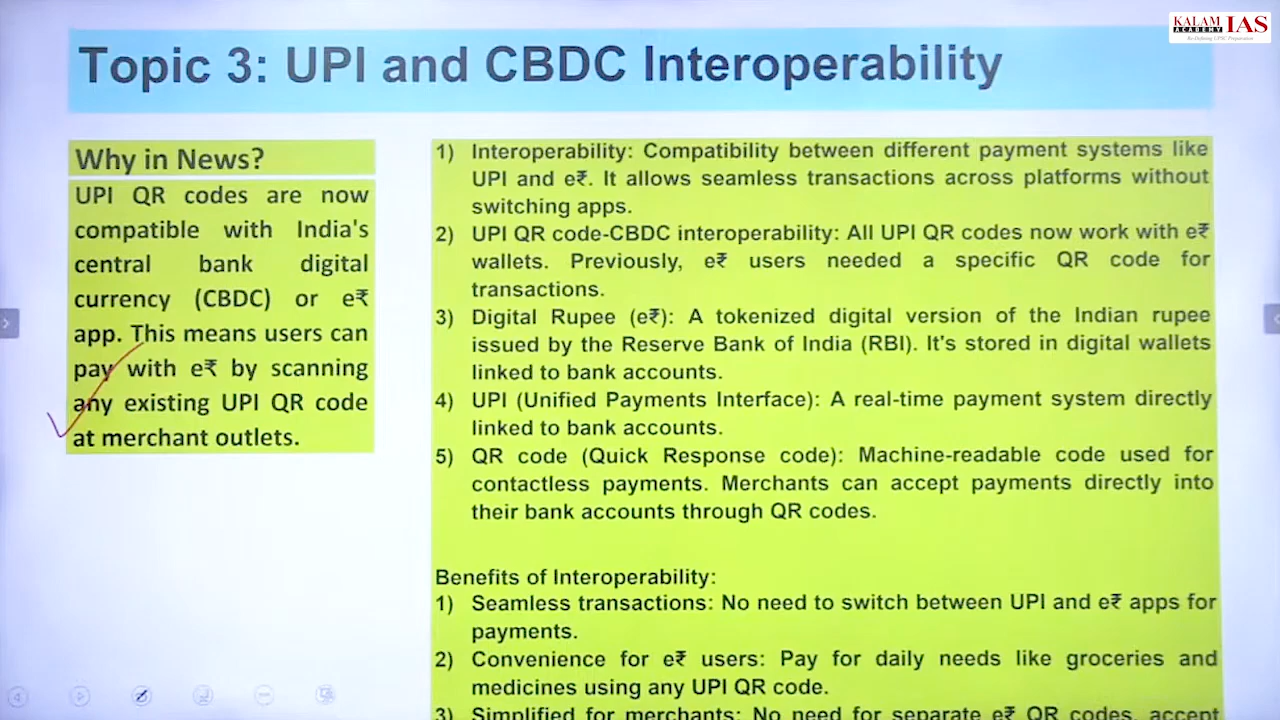 KALAM IAS
ACADEMY
Re-Defining UPSC Preparation
Topic 3: UPI and CBDC Interoperability
Why in News?
UPI QR codes are now
compatible with India's
central bank digital
currency (CBDC) or e₹
app. This means users can
pay with e₹ by scanning
any existing UPI QR code
at merchant outlets.
1) Interoperability: Compatibility between different payment systems like
UPI and e₹. It allows seamless transactions across platforms without
switching apps.
2) UPI QR code-CBDC interoperability: All UPI QR codes now work with e₹
wallets. Previously, e₹ users needed a specific QR code for
transactions.
3) Digital Rupee (e₹): A tokenized digital version of the Indian rupee
issued by the Reserve Bank of India (RBI). It's stored in digital wallets
linked to bank accounts.
4) UPI (Unified Payments Interface): A real-time payment system directly
linked to bank accounts.
5) QR code (Quick Response code): Machine-readable code used for
contactless payments. Merchants can accept payments directly into
their bank accounts through QR codes.
Benefits of Interoperability:
1) Seamless transactions: No need to switch between UPI and e₹ apps for
payments.
2) Convenience for e₹ users: Pay for daily needs like groceries and
medicines using any UPI QR code.
3) Simplified for merchants: No need for separate e₹ QR codes, accept